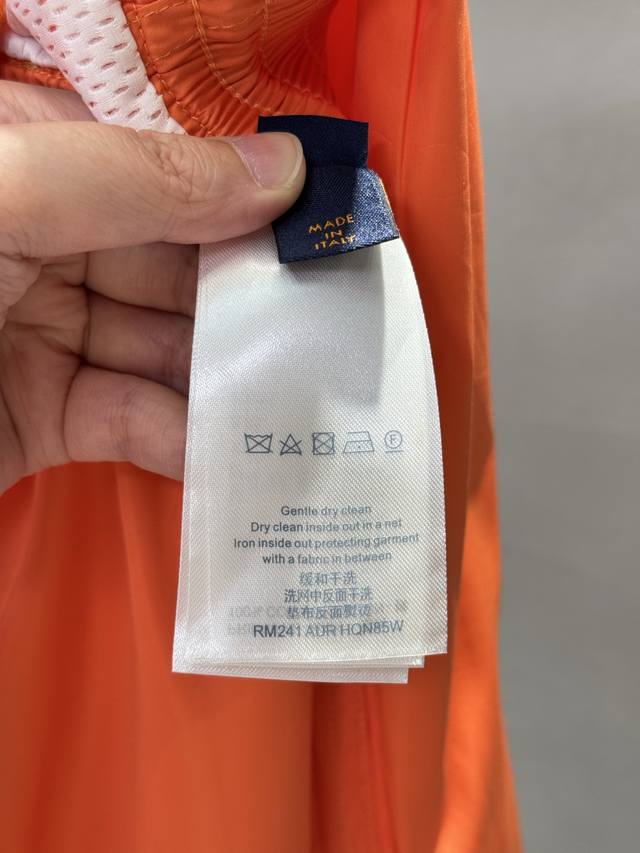 MADE
IN
ITALY
Gentle dry clean
Dry clean inside out in a net
Iron inside out protecting garment
with a fabric in between
缓和干洗
洗网中反面干洗
垫布反面熨烫
RM241 AUR HQN85W